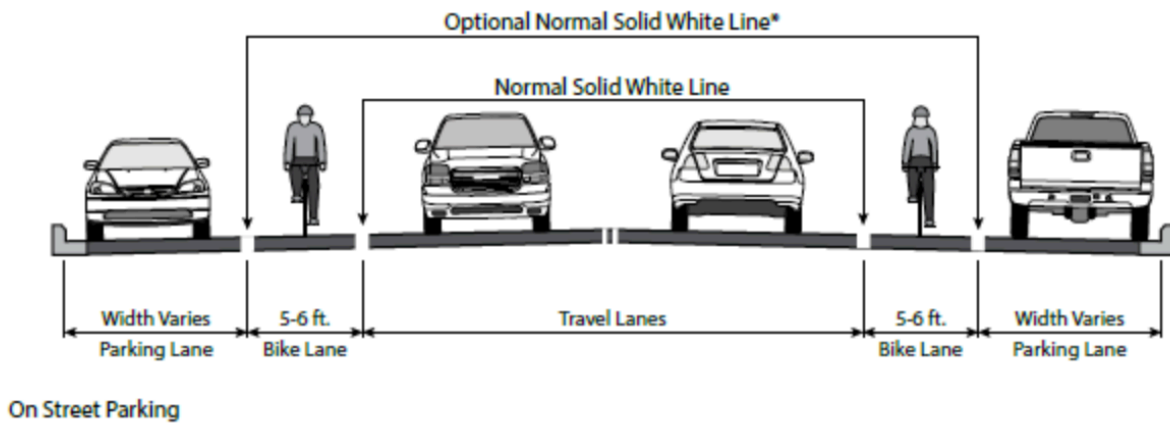 Optional Normal Solid White Line*
Normal Solid White Line
Width Varies
5-6 ft.
Travel Lanes
5-6 ft.
Width Varies
Parking Lane
Bike Lane
Bike Lane
Parking Lane
On Street Parking